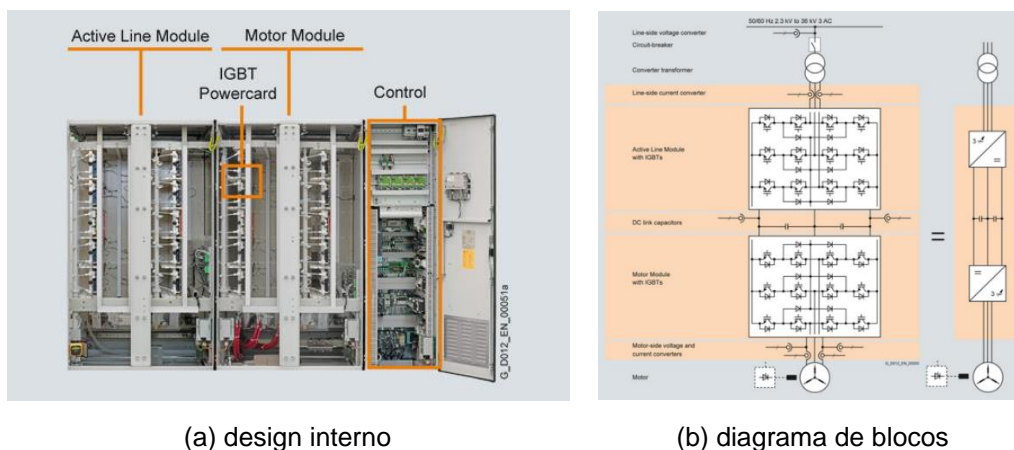 Active Line Module
Motor Module
IGBT
Powercard
Control
G_D012_EN_00051a
50/60 Hz 2.3 kV to 36 kV 3-AC
Line-side voltage converter
Circuit-breaker
Converter transformer
Line-side current converter
Active Line Module
with IGBTs
DC link capacitors
=
Motor Module
with IGBTs
Motor-side voltage and
current converters
Motor
(a) design interno
(b) diagrama de blocos